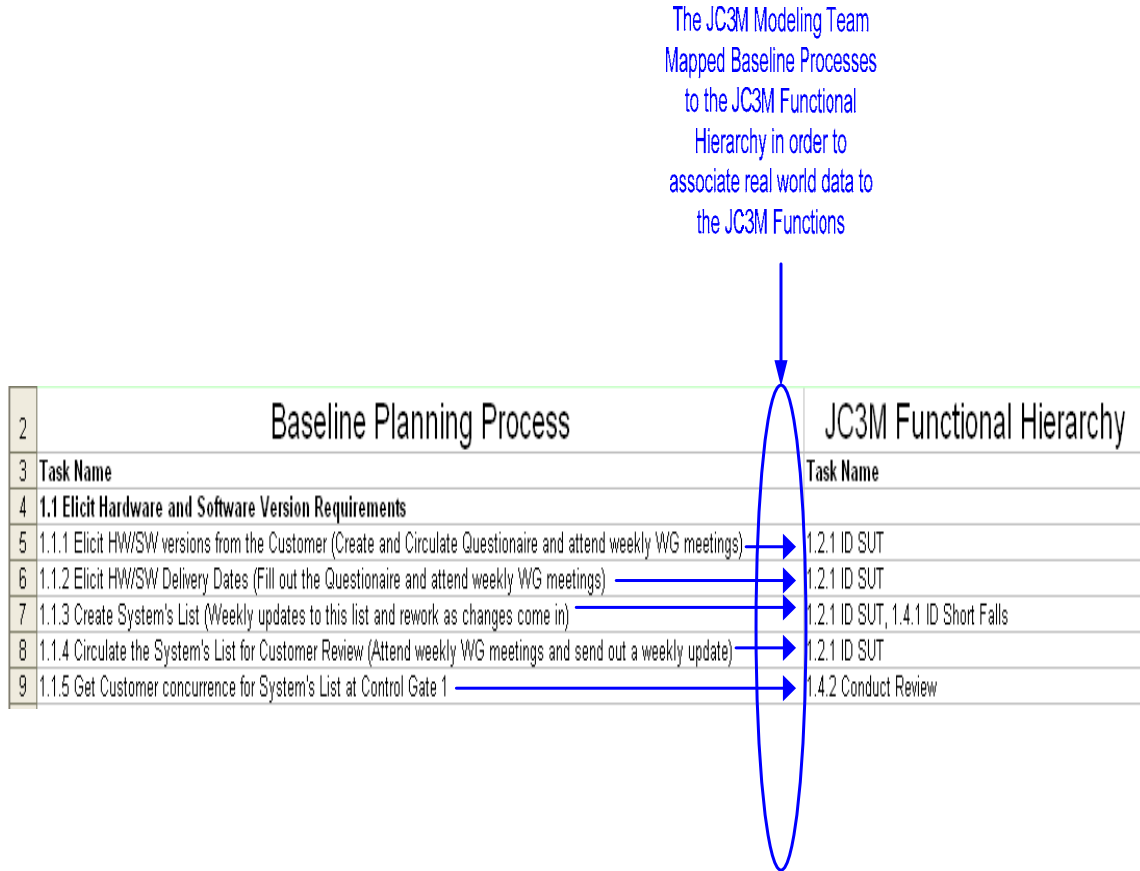 The JC3M Modeling Team
Mapped Baseline Processes
to the JC3M Functional
Hierarchy in order to
associate real world data to
the JC3M Functions
2 Baseline Planning Process JC3M Functional Hierarchy
3 Task Name Task Name
4 1.1 Elicit Hardware and Software Version Requirements
5 1.1.1 Elicit HW/SW versions from the Customer (Create and Circulate Questionaire and attend weekly WG meetings) 1.2.1 ID SUT
6 1.1.2 Elicit HW/SW Delivery Dates (Fill out the Questionaire and attend weekly WG meetings) 1.2.1 ID SUT
7 1.1.3 Create System's List (Weekly updates to this list and rework as changes come in) 1.2.1 ID SUT, 1.4.1 ID Short Falls
8 1.1.4 Circulate the System's List for Customer Review (Attend weekly WG meetings and send out a weekly update) 1.2.1 ID SUT
9 1.1.5 Get Customer concurrence for System's List at Control Gate 1 1.4.2 Conduct Review